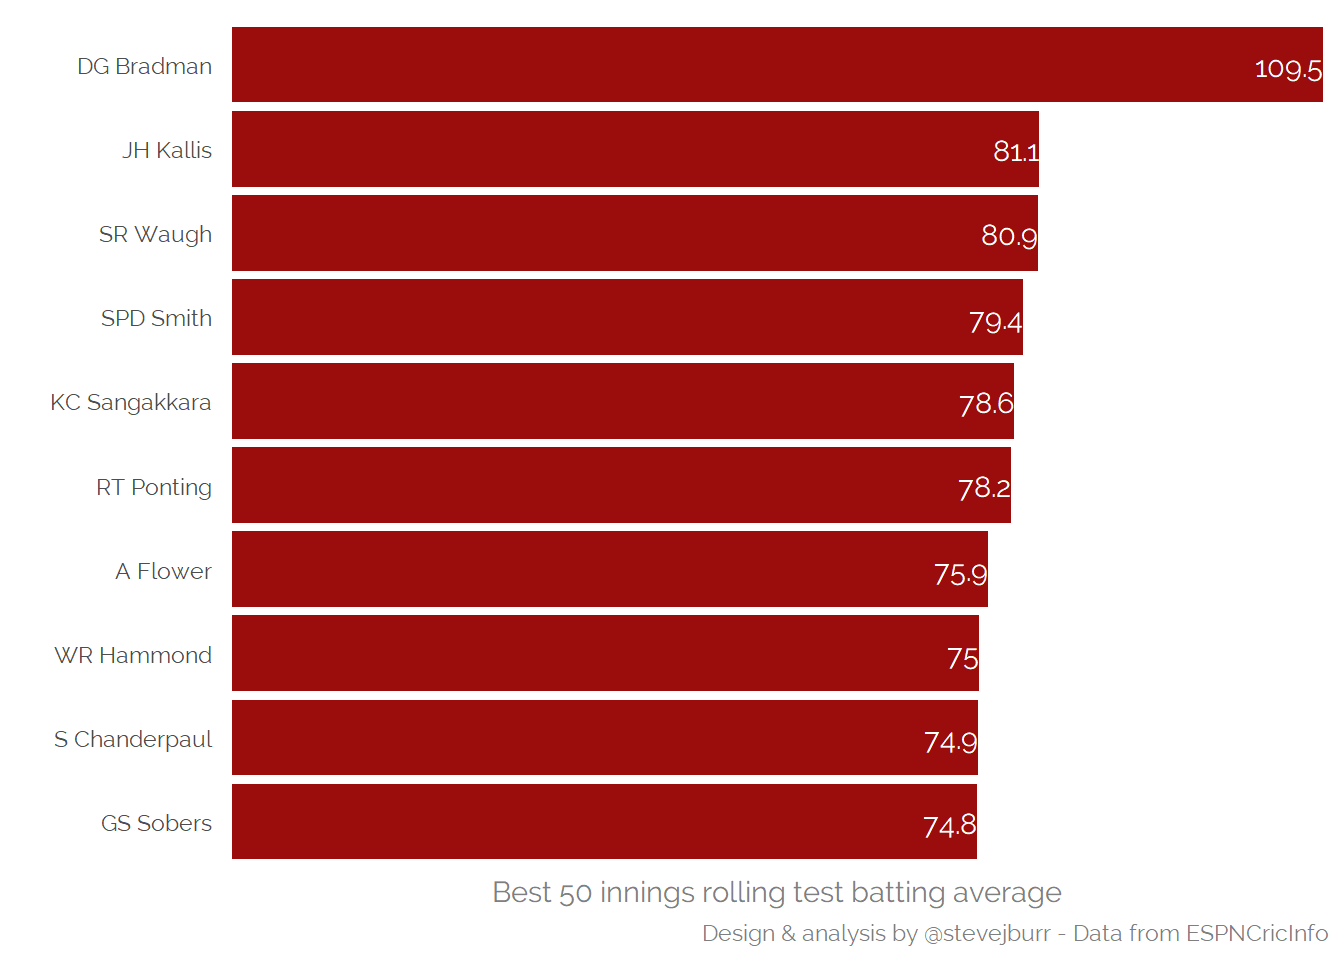 DG Bradman 109.5
JH Kallis 81.1
SR Waugh 80.9
SPD Smith 79.4
KC Sangakkara 78.6
RT Ponting 78.2
A Flower 75.9
WR Hammond 75
S Chanderpaul 74.9
GS Sobers 74.8
Best 50 innings rolling test batting average
Design & analysis by @stevejburr - Data from ESPNCricInfo